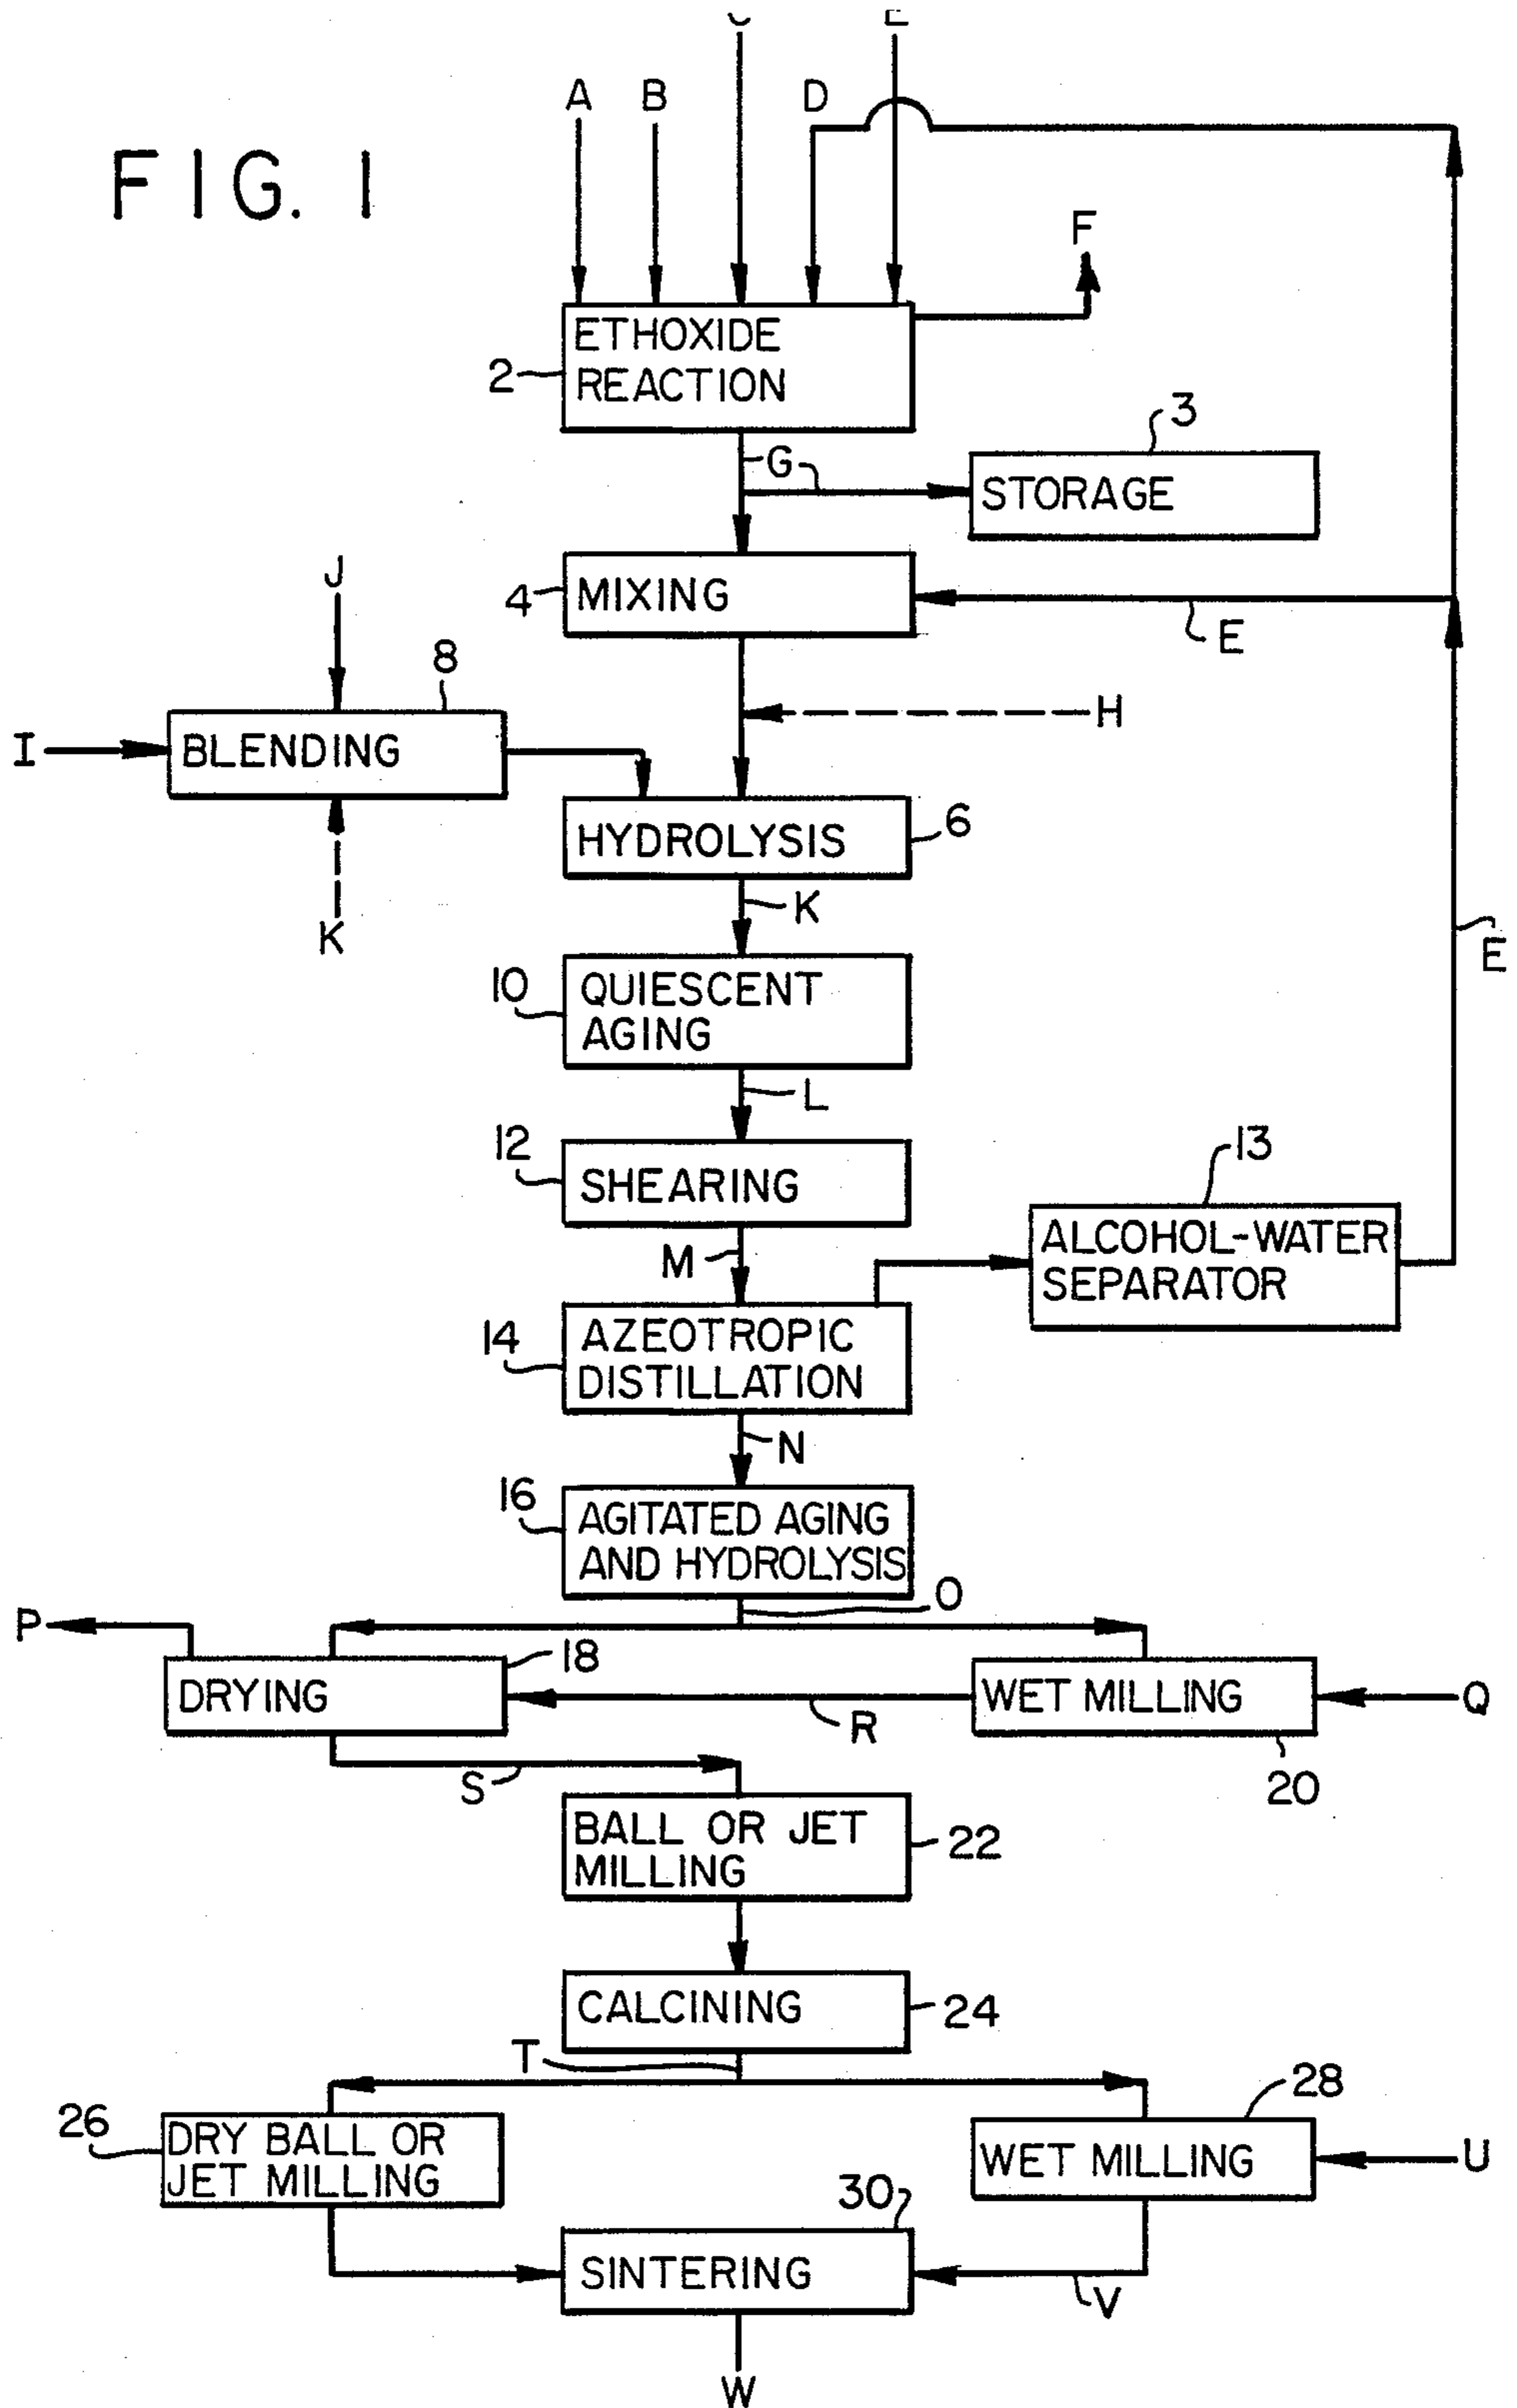 E
A
B
D
FIG. 1
F
ETHOXIDE
REACTION
2
3
G
STORAGE
4
MIXING
E
J
8
H
I
BLENDING
HYDROLYSIS
6
K
K
10
QUIESCENT
AGING
E
L
12
SHEARING
13
ALCOHOL-WATER
SEPARATOR
M
14
AZEOTROPIC
DISTILLATION
N
16
AGITATED AGING
AND HYDROLYSIS
O
P
18
DRYING
WET MILLING
Q
R
S
20
BALL OR JET
MILLING
22
CALCINING
24
T
26
DRY BALL OR
JET MILLING
28
WET MILLING
U
30
SINTERING
V
W